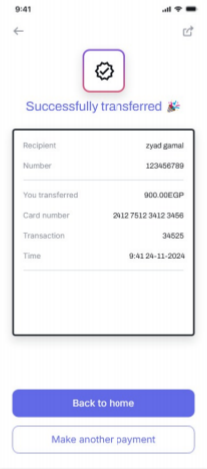 9:41
Successfully transferred 🎉
Recipient zyad gamal
Number 123456789
You transferred 900.00EGP
Card number 2412 7512 3412 3456
Transaction 34525
Time 9:41 24-11-2024
Back to home
Make another payment